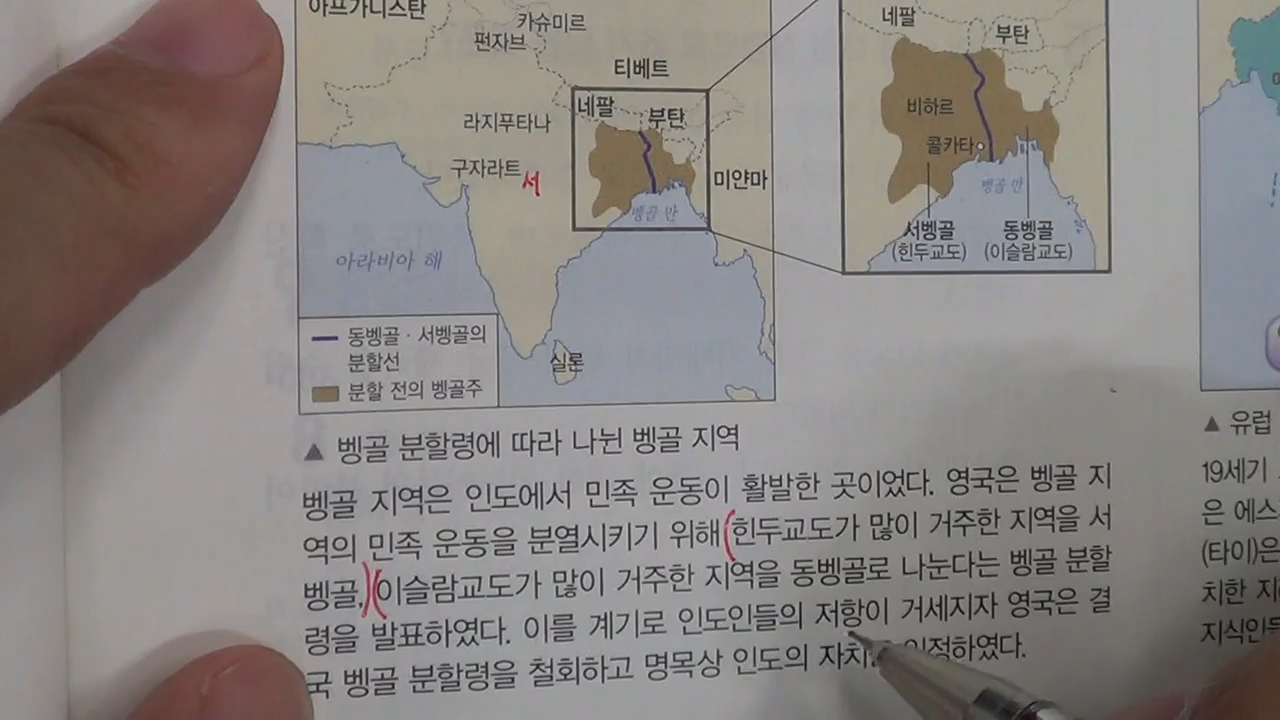 아프가니스탄
카슈미르
펀자브
티베트
네팔
부탄
라지푸타나
구자라트
서
미얀마
벵골 만
아라비아 해
실론
동벵골 · 서벵골의
분할선
분할 전의 벵골주
네팔
부탄
비하르
콜카타
벵골 만
서벵골
(힌두교도)
동벵골
(이슬람교도)
▲ 벵골 분할령에 따라 나뉜 벵골 지역
벵골 지역은 인도에서 민족 운동이 활발한 곳이었다. 영국은 벵골 지
역의 민족 운동을 분열시키기 위해 (힌두교도가 많이 거주한 지역을 서
벵골,)(이슬람교도가 많이 거주한 지역을 동벵골로 나눈다는 벵골 분할
령을 발표하였다. 이를 계기로 인도인들의 저항이 거세지자 영국은 결
국 벵골 분할령을 철회하고 명목상 인도의 자치 인정하였다.
▲ 유럽
19세기
은 에스
(타이)은
치한 지
지식인들